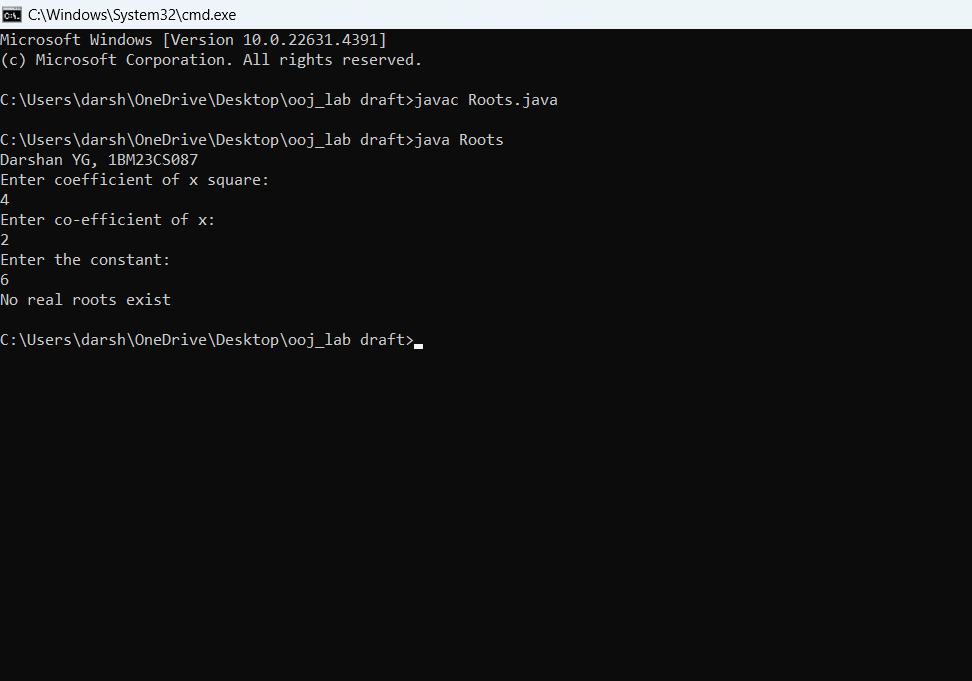 C:\Windows\System32\cmd.exe
Microsoft Windows [Version 10.0.22631.4391]
(c) Microsoft Corporation. All rights reserved.
C:\Users\darsh\OneDrive\Desktop\ooj_lab draft>javac Roots.java
C:\Users\darsh\OneDrive\Desktop\ooj_lab draft>java Roots
Darshan YG, 1BM23CS087
Enter coefficient of x square:
4
Enter co-efficient of x:
2
Enter the constant:
6
No real roots exist
C:\Users\darsh\OneDrive\Desktop\ooj_lab draft>